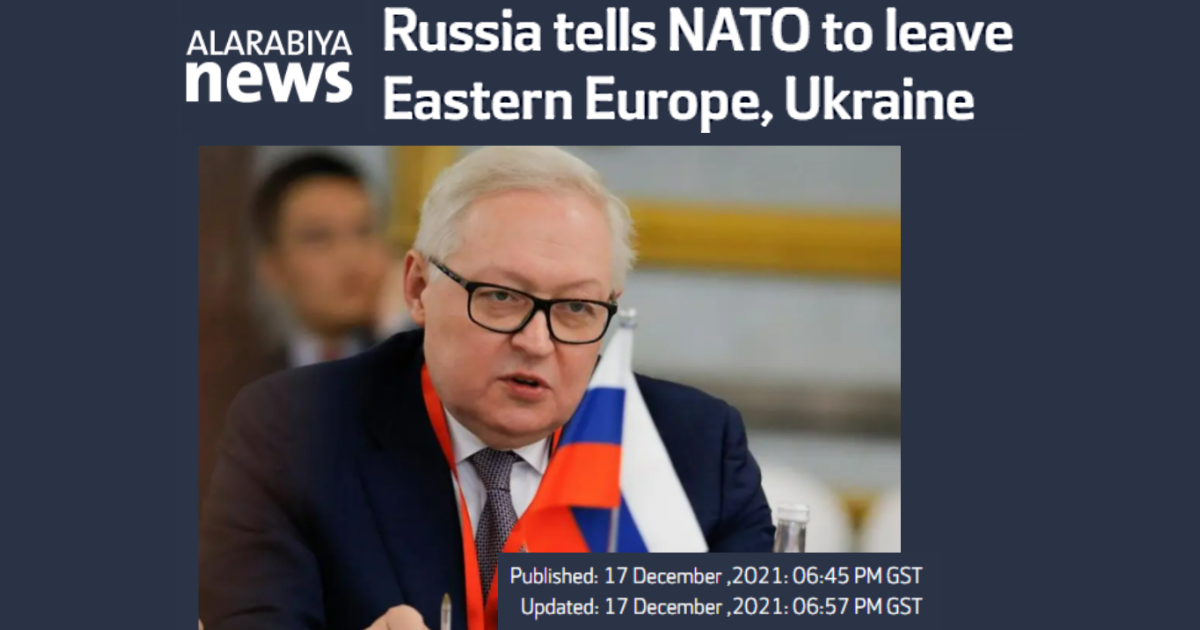 ALARABIYA
news
Russia tells NATO to leave
Eastern Europe, Ukraine
Published: 17 December ,2021: 06:45 PM GST
Updated: 17 December ,2021: 06:57 PM GST